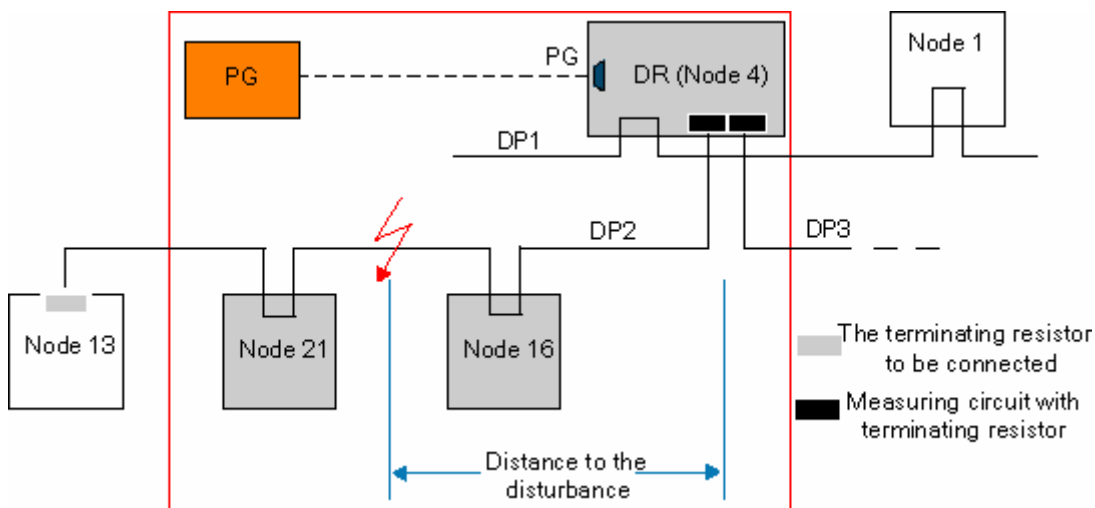 Node 1
PG
PG
DR (Node 4)
DP1
DP2
DP3
Node 13
Node 21
Node 16
The terminating resistor
to be connected
Measuring circuit with
terminating resistor
Distance to the
disturbance